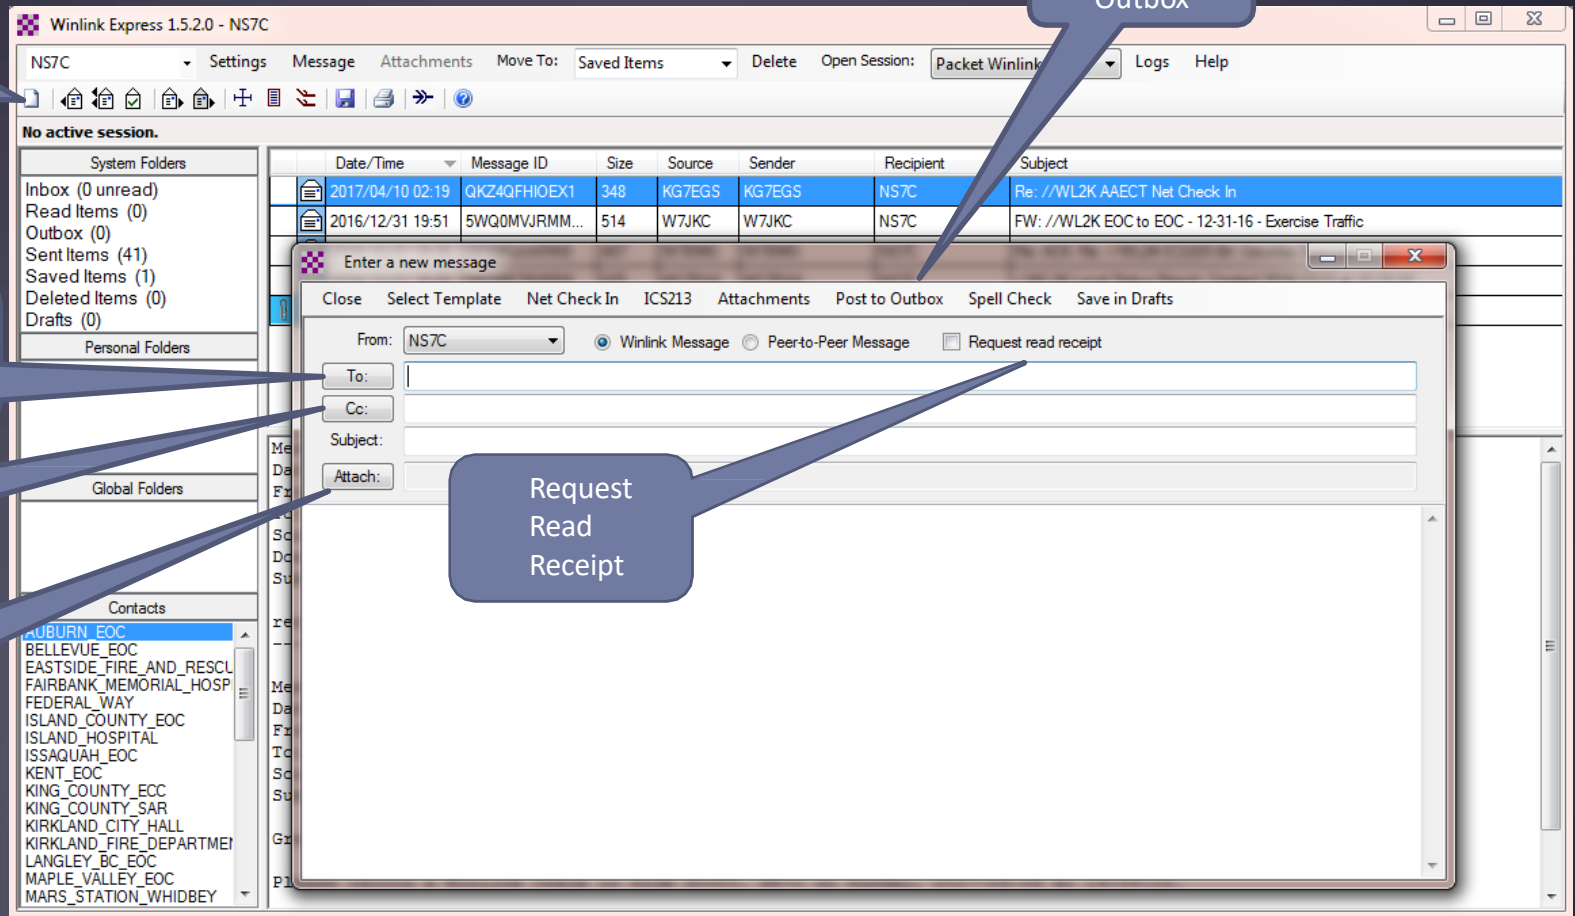 Outbox
Winlink Express 1.5.2.0 - NS7C
NS7C Settings Message Attachments Move To: Saved Items Delete Open Session: Packet Winlink Logs Help
No active session.
System Folders
Inbox (0 unread)
Read Items (0)
Outbox (0)
Sent Items (41)
Saved Items (1)
Deleted Items (0)
Drafts (0)
Personal Folders
Global Folders
Contacts
AUBURN_EOC
BELLEVUE_EOC
EASTSIDE_FIRE_AND_RESCU
FAIRBANK_MEMORIAL_HOSPI
FEDERAL_WAY
ISLAND_COUNTY_EOC
ISLAND_HOSPITAL
ISSAQUAH_EOC
KENT_EOC
KING_COUNTY_ECC
KING_COUNTY_SAR
KIRKLAND_CITY_HALL
KIRKLAND_FIRE_DEPARTMEN
LANGLEY_BC_EOC
MAPLE_VALLEY_EOC
MARS_STATION_WHIDBEY
Date/Time Message ID Size Source Sender Recipient Subject
2017/04/10 02:19 QKZ4QFHIOEX1 348 KG7EGS KG7EGS NS7C Re: //WL2K AAECT Net Check In
2016/12/31 19:51 5WQ0MVJRMM... 514 W7JKC W7JKC NS7C FW: //WL2K EOC to EOC - 12-31-16 - Exercise Traffic
Enter a new message
Close Select Template Net Check In ICS213 Attachments Post to Outbox Spell Check Save in Drafts
From: NS7C Winlink Message Peer-to-Peer Message Request read receipt
To:
Cc:
Subject:
Attach:
Request
Read
Receipt